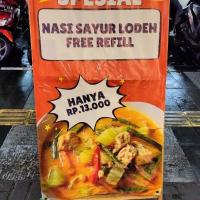 SPESIAL
NASI SAYUR LODEH
FREE REFILL
HANYA
RP.13.000